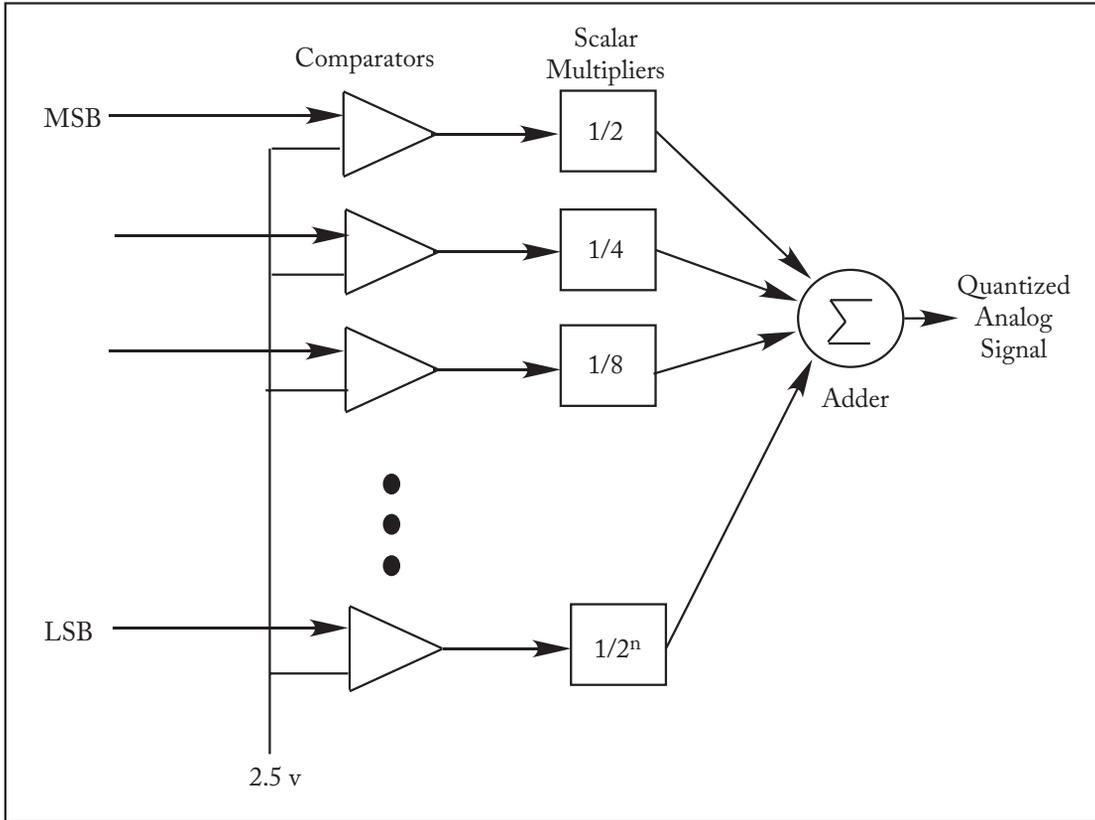 Scalar
Multipliers
Comparators
MSB
1/2
1/4
Quantized
Analog
Signal
∑
1/8
Adder
LSB
1/2ⁿ
2.5 v